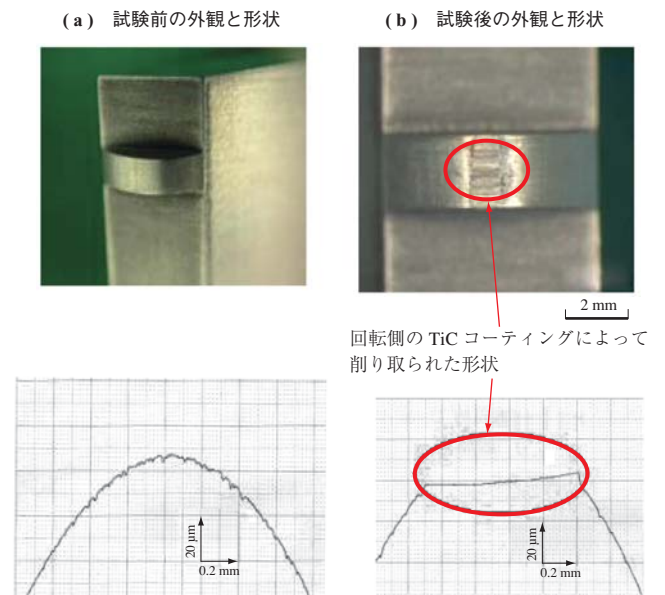 ( a ) 試験前の外観と形状
( b ) 試験後の外観と形状
2 mm
回転側の TiC コーティングによって
削り取られた形状
20 μm
0.2 mm
20 μm
0.2 mm